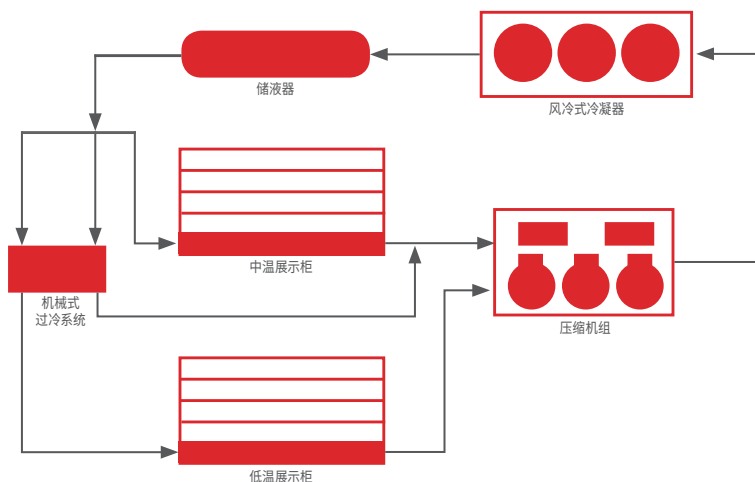 储液器
风冷式冷凝器
中温展示柜
机械式
过冷系统
压缩机组
低温展示柜